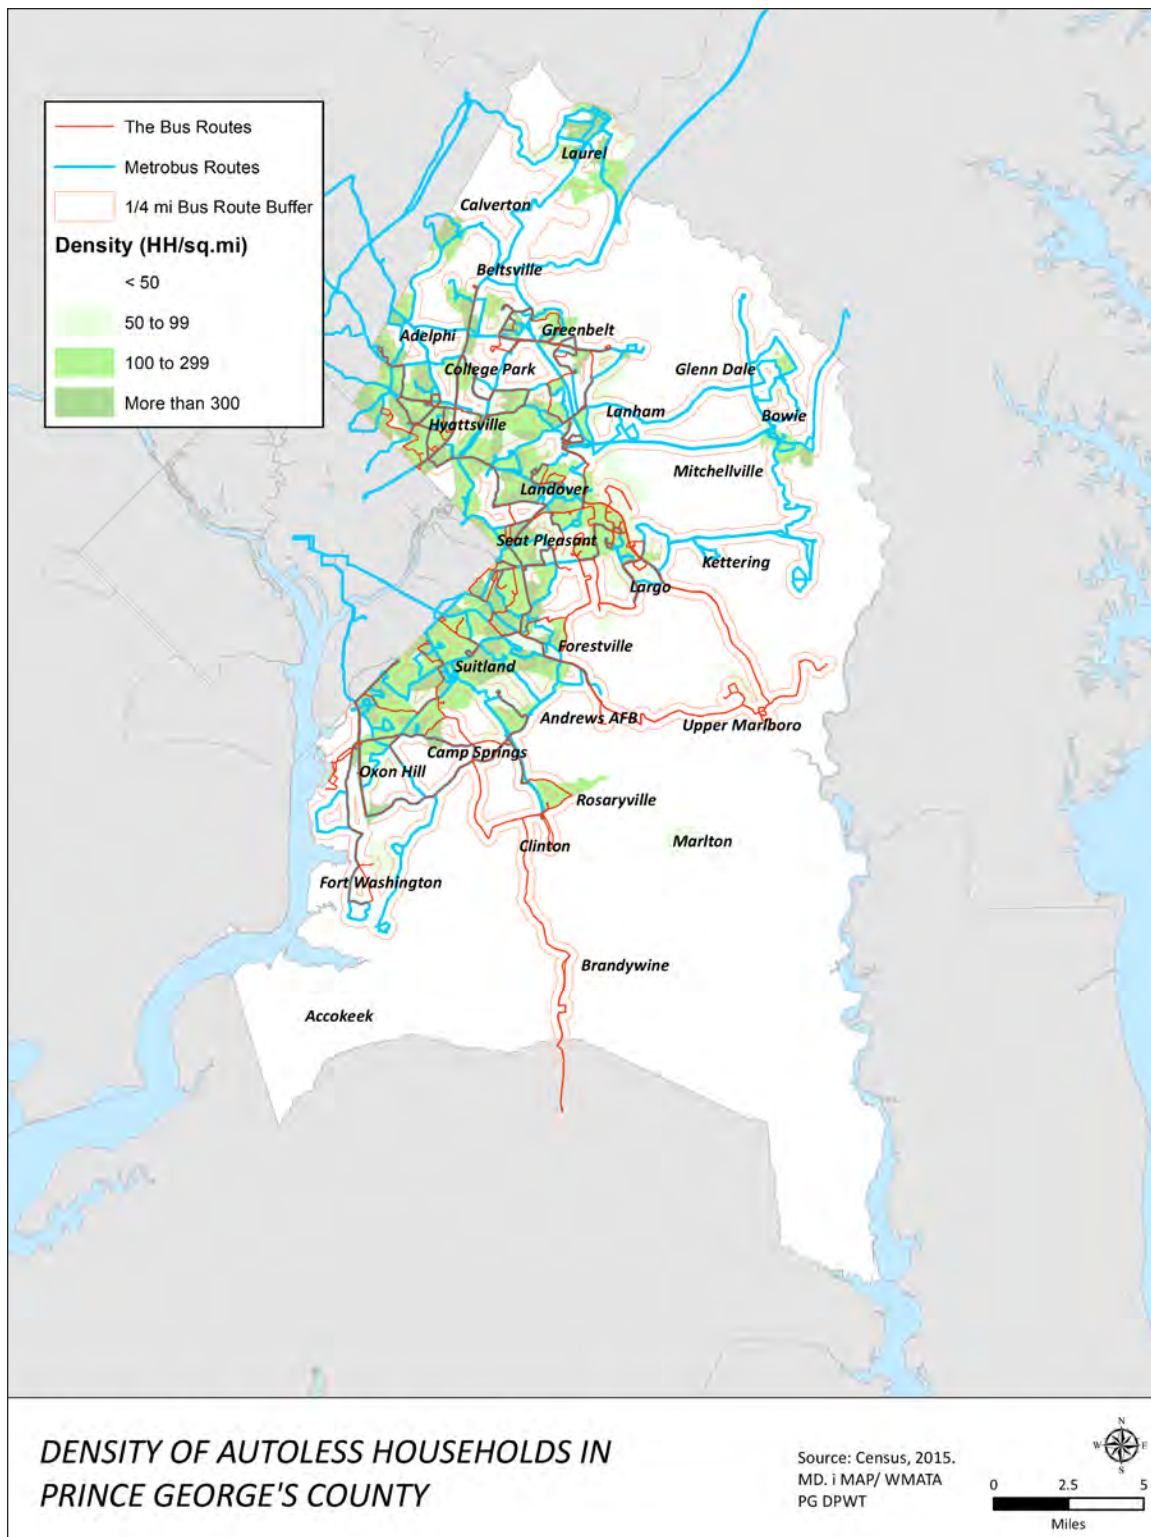 The Bus Routes
Metrobus Routes
1/4 mi Bus Route Buffer
Density (HH/sq.mi)
< 50
50 to 99
100 to 299
More than 300
Laurel
Calverton
Beltsville
Adelphi
Greenbelt
College Park
Glenn Dale
Lanham
Bowie
Hyattsville
Mitchellville
Landover
Seat Pleasant
Kettering
Largo
Forestville
Suitland
Andrews AFB
Upper Marlboro
Camp Springs
Oxon Hill
Rosaryville
Clinton
Marlton
Fort Washington
Brandywine
Accokeek
DENSITY OF AUTOLESS HOUSEHOLDS IN
PRINCE GEORGE'S COUNTY
Source: Census, 2015.
MD. i MAP/ WMATA
PG DPWT
N
W E
S
0 2.5 5
Miles